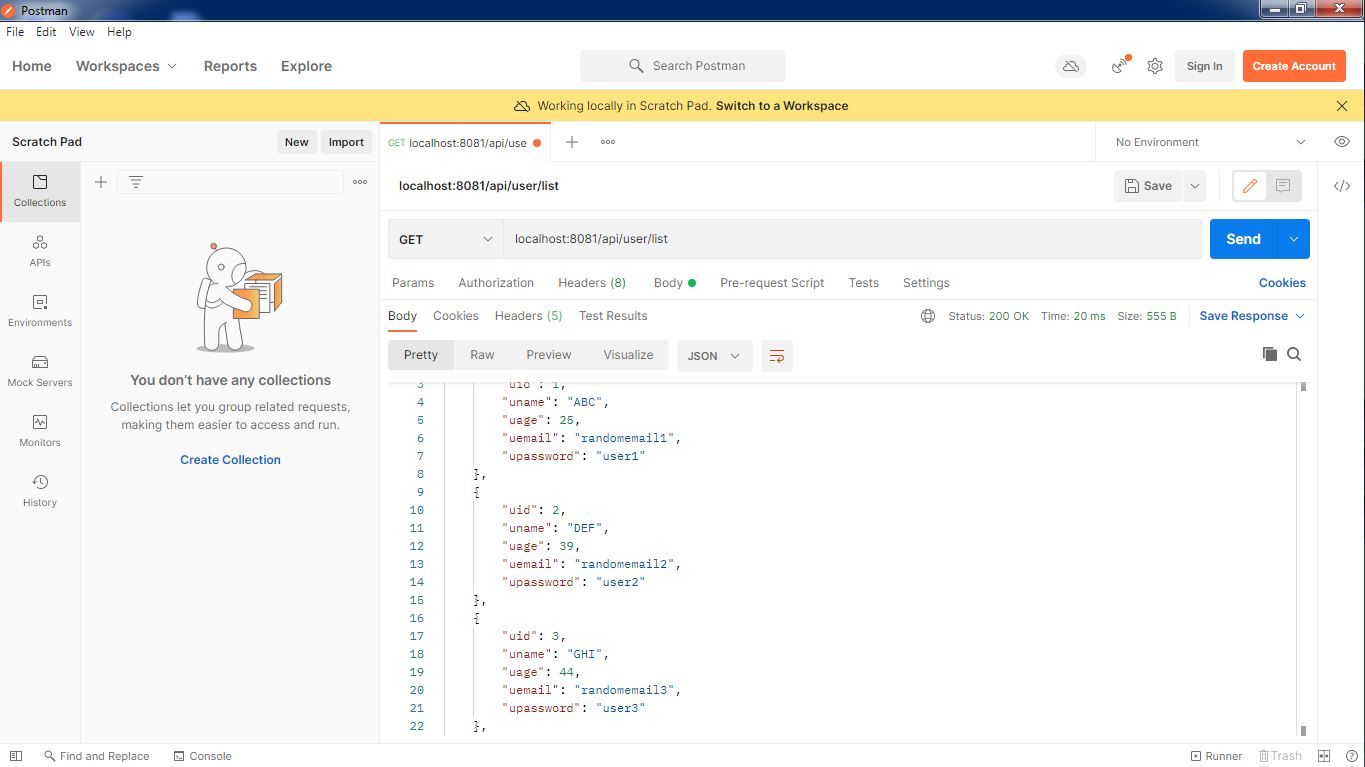 Postman
File Edit View Help
Home Workspaces Reports Explore Search Postman Sign In Create Account
Working locally in Scratch Pad. Switch to a Workspace
Scratch Pad New Import GET localhost:8081/api/use No Environment
localhost:8081/api/user/list Save
Collections
APIs
Environments
Mock Servers
Monitors
History
You don't have any collections
Collections let you group related requests,
making them easier to access and run.
Create Collection
GET localhost:8081/api/user/list Send
Params Authorization Headers (8) Body Pre-request Script Tests Settings Cookies
Body Cookies Headers (5) Test Results Status: 200 OK Time: 20 ms Size: 555 B Save Response
Pretty Raw Preview Visualize JSON
3 "uid": 1,
4 "uname": "ABC",
5 "uage": 25,
6 "uemail": "randomemail1",
7 "upassword": "user1"
8 },
9 {
10 "uid": 2,
11 "uname": "DEF",
12 "uage": 39,
13 "uemail": "randomemail2",
14 "upassword": "user2"
15 },
16 {
17 "uid": 3,
18 "uname": "GHI",
19 "uage": 44,
20 "uemail": "randomemail3",
21 "upassword": "user3"
22 },
Find and Replace Console Runner Trash